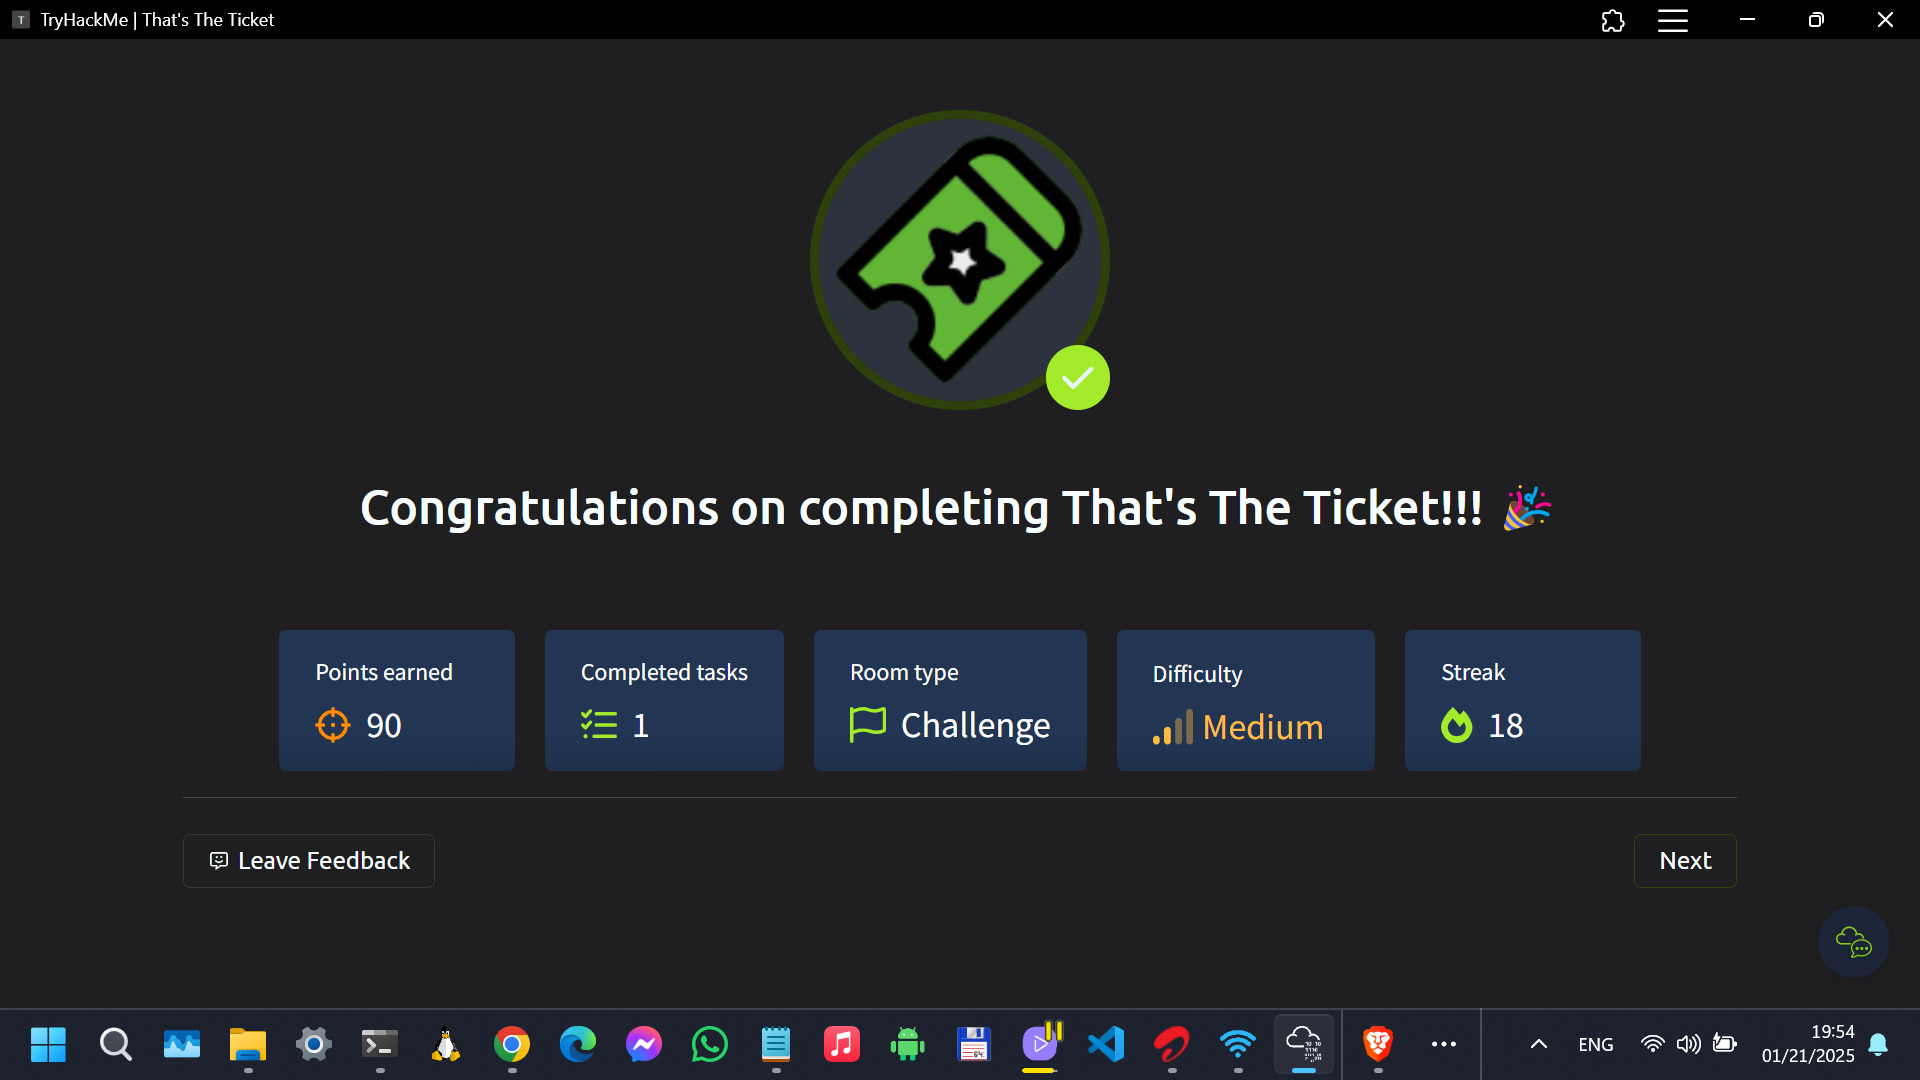 TryHackMe | That's The Ticket
Congratulations on completing That's The Ticket!!! 🎉
Points earned
90
Completed tasks
1
Room type
Challenge
Difficulty
Medium
Streak
18
Leave Feedback
Next
ENG
19:54
01/21/2025